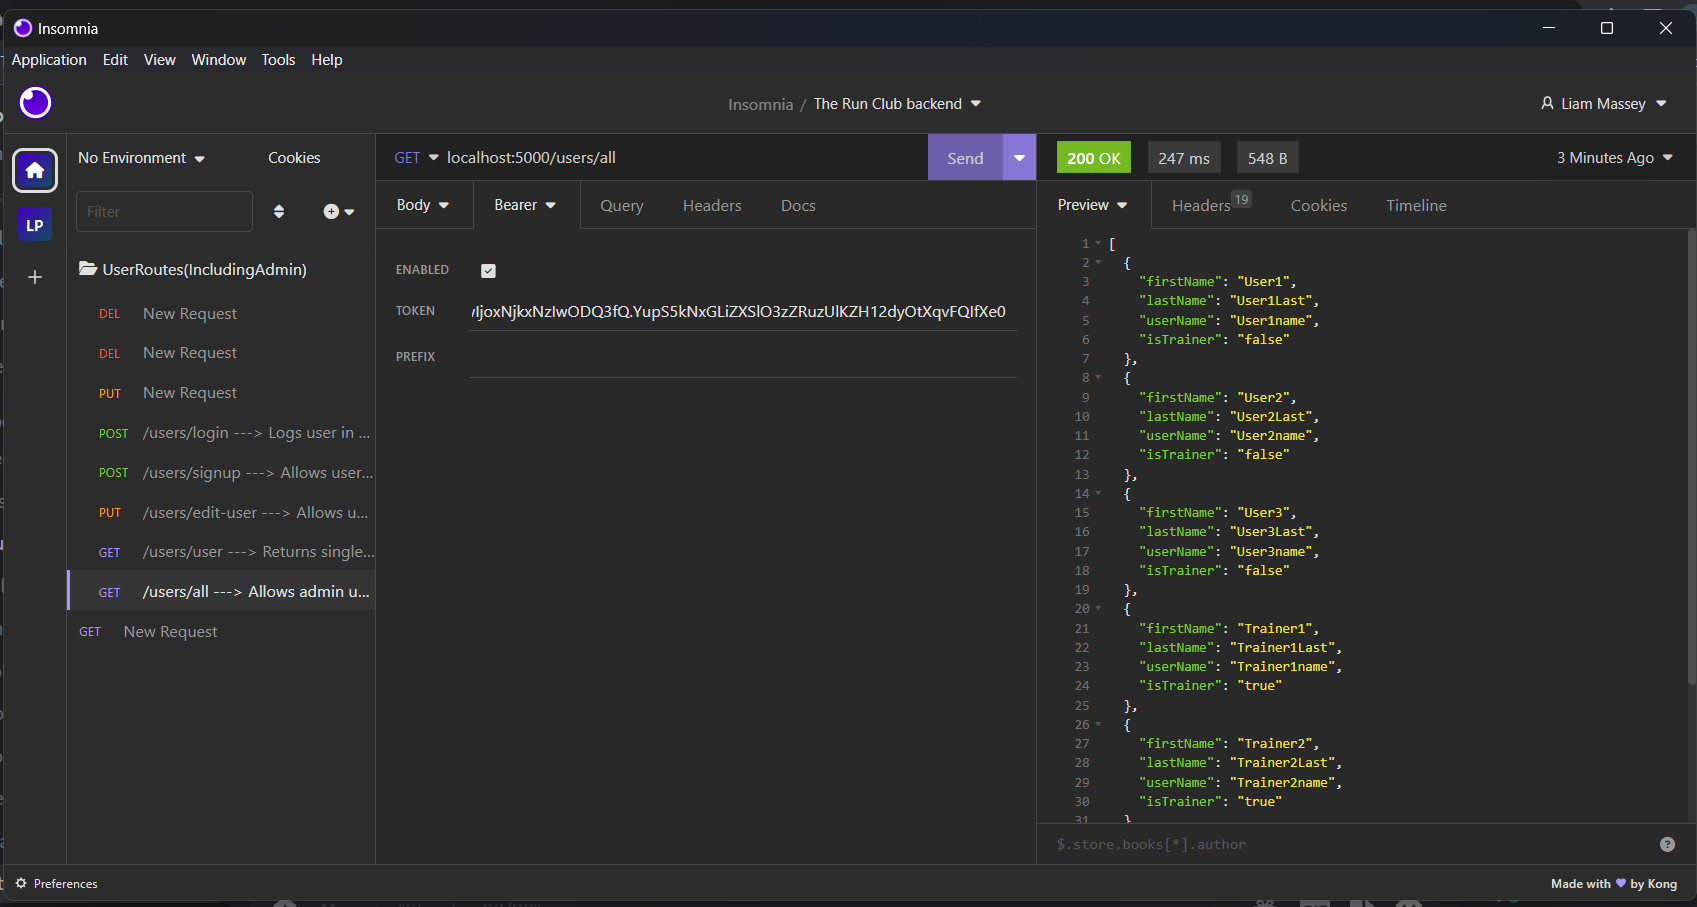 Insomnia
Application Edit View Window Tools Help
Insomnia / The Run Club backend
Liam Massey
No Environment
Cookies
GET localhost:5000/users/all
Send
200 OK 247 ms 548 B
3 Minutes Ago
LP
Filter
Body Bearer Query Headers Docs
Preview Headers 19 Cookies Timeline
UserRoutes(IncludingAdmin)
DEL New Request
DEL New Request
PUT New Request
POST /users/login ---> Logs user in ...
POST /users/signup ---> Allows user...
PUT /users/edit-user ---> Allows u...
GET /users/user ---> Returns single...
GET /users/all ---> Allows admin u...
GET New Request
ENABLED
TOKEN
PREFIX
1 [
2 {
3 "firstName": "User1",
4 "lastName": "User1Last",
5 "userName": "User1name",
6 "isTrainer": "false"
7 },
8 {
9 "firstName": "User2",
10 "lastName": "User2Last",
11 "userName": "User2name",
12 "isTrainer": "false"
13 },
14 {
15 "firstName": "User3",
16 "lastName": "User3Last",
17 "userName": "User3name",
18 "isTrainer": "false"
19 },
20 {
21 "firstName": "Trainer1",
22 "lastName": "Trainer1Last",
23 "userName": "Trainer1name",
24 "isTrainer": "true"
25 },
26 {
27 "firstName": "Trainer2",
28 "lastName": "Trainer2Last",
29 "userName": "Trainer2name",
30 "isTrainer": "true"
31 }
$.store.books[*].author
Preferences
Made with by Kong